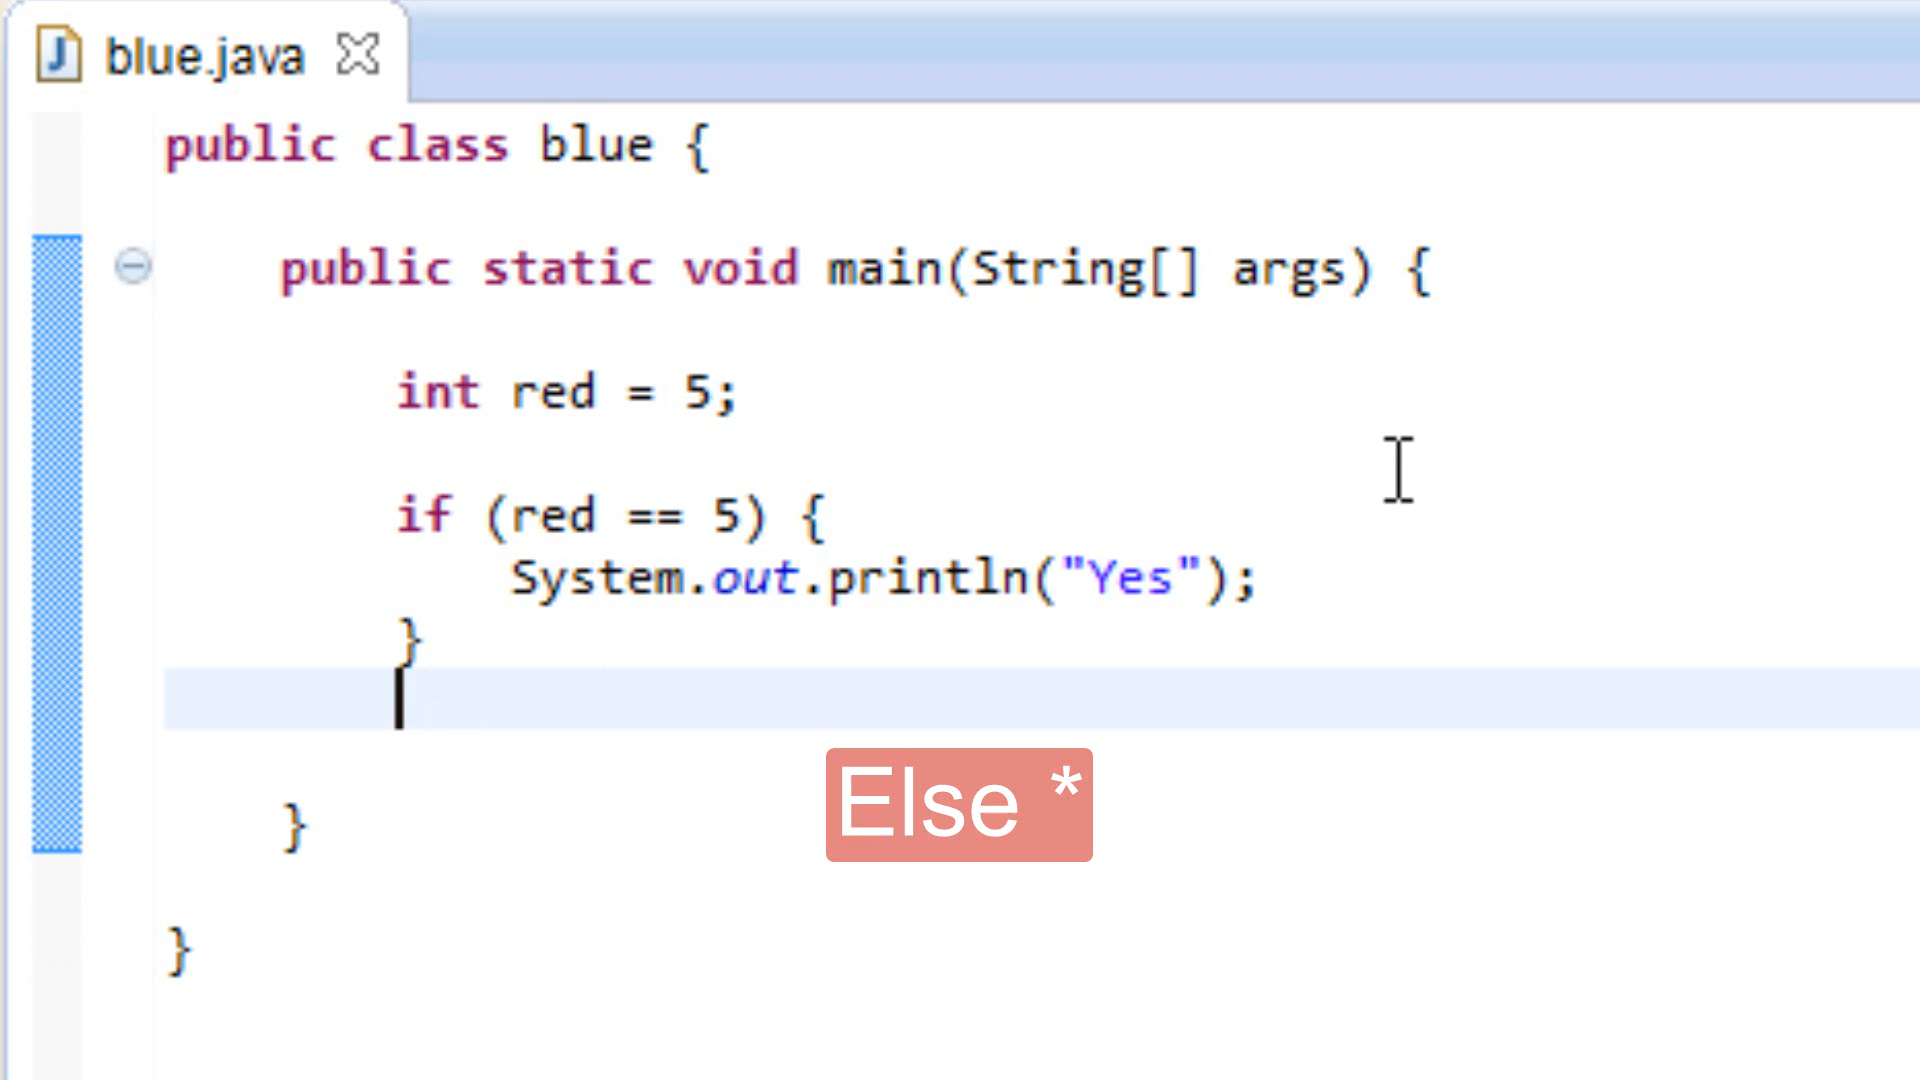 blue.java
public class blue {
public static void main(String[] args) {
int red = 5;
if (red == 5) {
System.out.println("Yes");
}
Else *
}
}